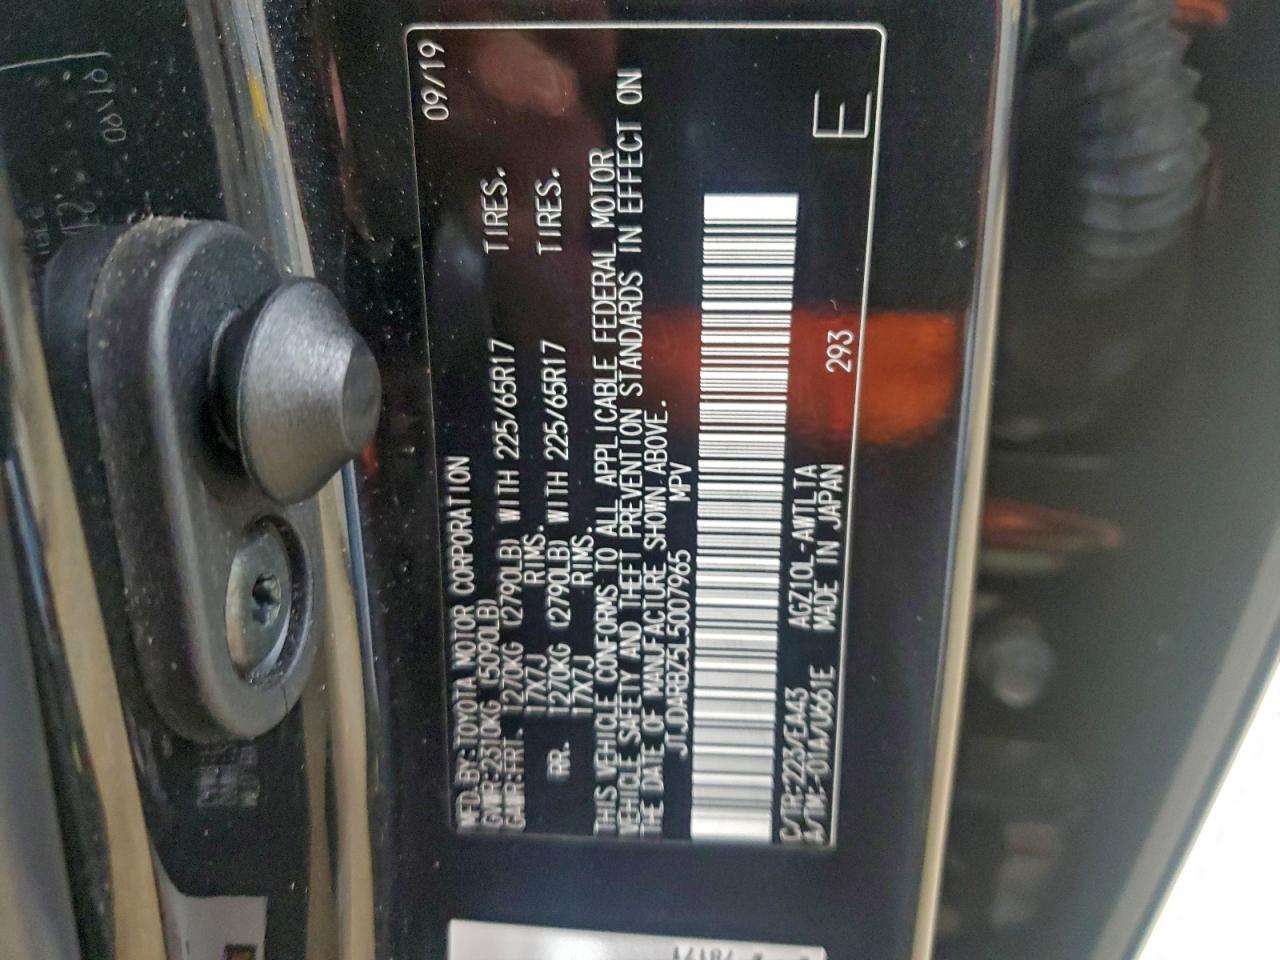 MFD. BY: TOYOTA MOTOR CORPORATION 09/19
GVWR: 2310KG (5090LB)
GAWR: FRT. 1270KG (2790LB) WITH 225/65R17 TIRES.
17X7J RIMS.
RR. 1270KG (2790LB) WITH 225/65R17 TIRES.
17X7J RIMS.
THIS VEHICLE CONFORMS TO ALL APPLICABLE FEDERAL MOTOR
VEHICLE SAFETY AND THEFT PREVENTION STANDARDS IN EFFECT ON
THE DATE OF MANUFACTURE SHOWN ABOVE.
JTJDARBZ5L5007965 MPV
C/TR: 223/EA43 AGZ10L-AWTLTA
A/TM: -01A/U661E MADE IN JAPAN 293 E
78171